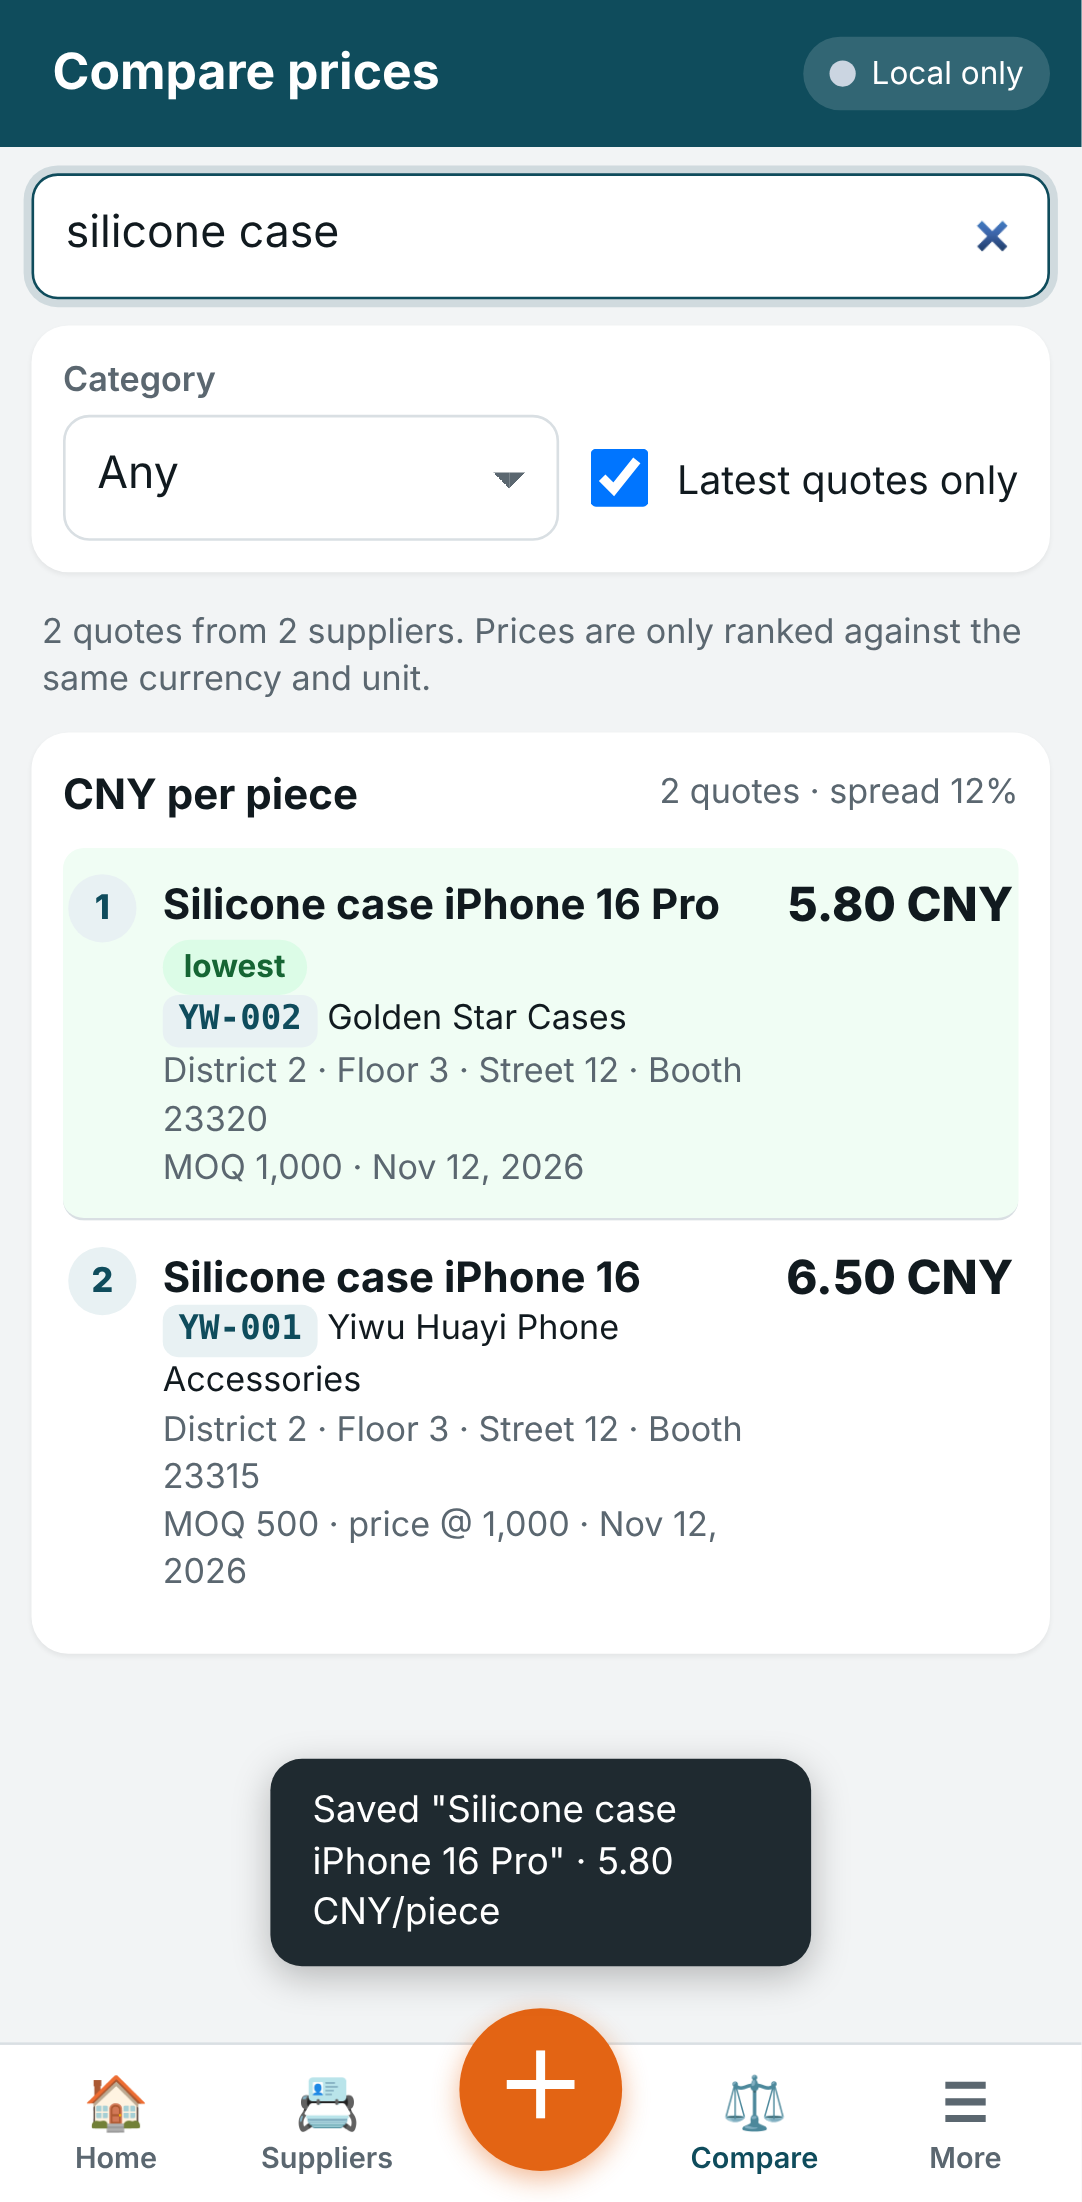 Compare prices
Local only
silicone case
Category
Any
Latest quotes only
2 quotes from 2 suppliers. Prices are only ranked against the
same currency and unit.
CNY per piece
2 quotes · spread 12%
1
Silicone case iPhone 16 Pro
5.80 CNY
lowest
YW-002 Golden Star Cases
District 2 · Floor 3 · Street 12 · Booth
23320
MOQ 1,000 · Nov 12, 2026
2
Silicone case iPhone 16
6.50 CNY
YW-001 Yiwu Huayi Phone
Accessories
District 2 · Floor 3 · Street 12 · Booth
23315
MOQ 500 · price @ 1,000 · Nov 12,
2026
Saved "Silicone case
iPhone 16 Pro" · 5.80
CNY/piece
Home
Suppliers
Compare
More